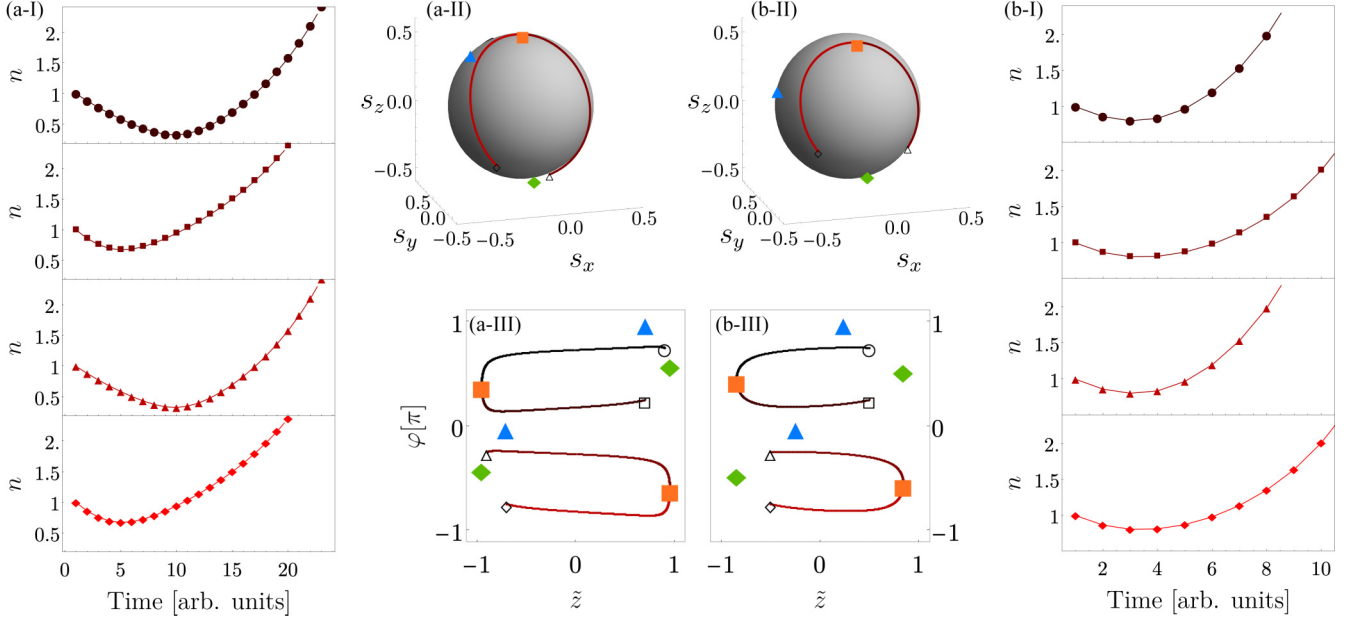 (a-I)
2.
1.5
1
0.5
n
2.
1.5
1
0.5
n
2.
1.5
1
0.5
n
2.
1.5
1
0.5
n
0 5 10 15 20
Time [arb. units]
(a-II)
0.5
s_z 0.0
-0.5
0.5
0.0
s_y -0.5 -0.5 0.0 0.5
s_x
(b-II)
0.5
s_z 0.0
-0.5
0.5
0.0
s_y -0.5 -0.5 0.0 0.5
s_x
(a-III)
1
φ[π] 0
−1
−1 0 1
z̃
(b-III)
1
0
−1
−1 0 1
z̃
(b-I)
2.
1.5
1
n
2.
1.5
1
n
2.
1.5
1
n
2.
1.5
1
n
2 4 6 8 10
Time [arb. units]